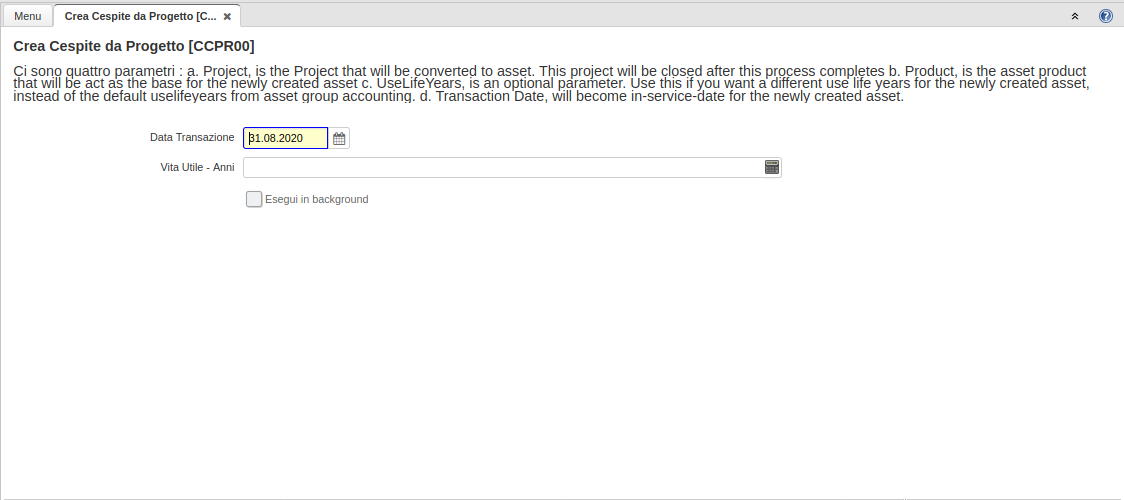 Menu
Crea Cespite da Progetto [C...
Crea Cespite da Progetto [CCPR00]
Ci sono quattro parametri : a. Project, is the Project that will be converted to asset. This project will be closed after this process completes b. Product, is the asset product
that will be act as the base for the newly created asset c. UseLifeYears, is an optional parameter. Use this if you want a different use life years for the newly created asset,
instead of the default uselifeyears from asset group accounting. d. Transaction Date, will become in-service-date for the newly created asset.
Data Transazione 31.08.2020
Vita Utile - Anni
Esegui in background